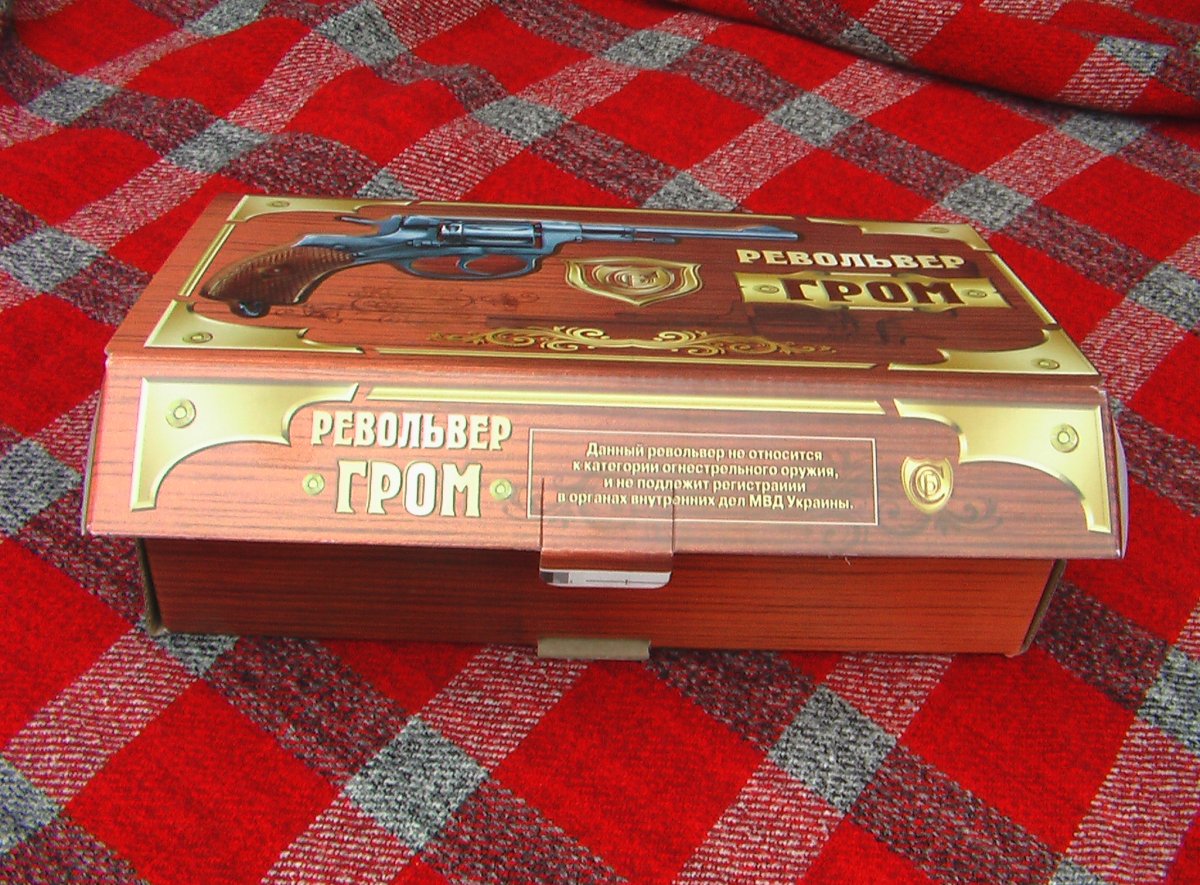 РЕВОЛЬВЕР
ГРОМ
РЕВОЛЬВЕР
ГРОМ
Данный револьвер не относится
к категории огнестрельного оружия,
и не подлежит регистрации
в органах внутренних дел МВД Украины.